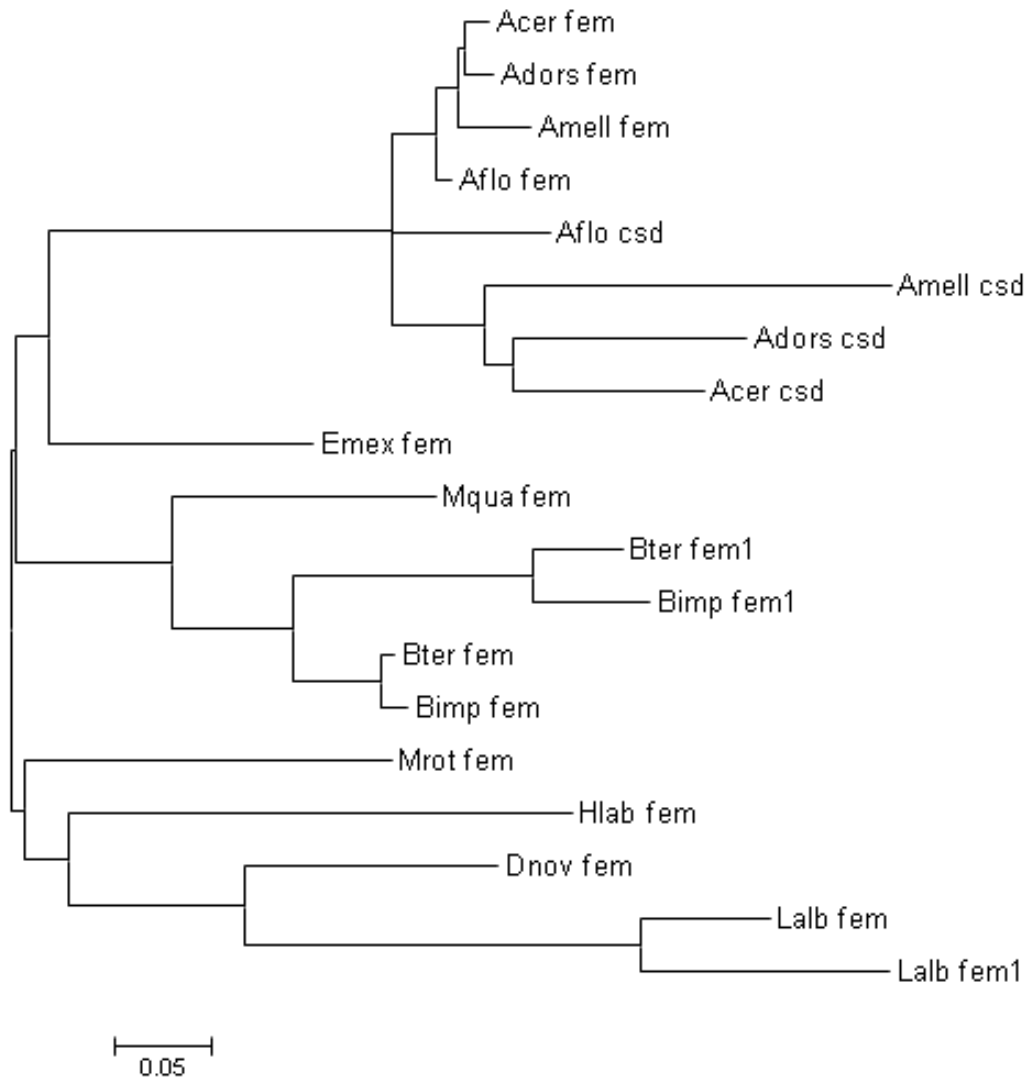 Acer fem
Adors fem
Amell fem
Aflo fem
Aflo csd
Amell csd
Adors csd
Acer csd
Emex fem
Mqua fem
Bter fem1
Bimp fem1
Bter fem
Bimp fem
Mrot fem
Hlab fem
Dnov fem
Lalb fem
Lalb fem1
0.05